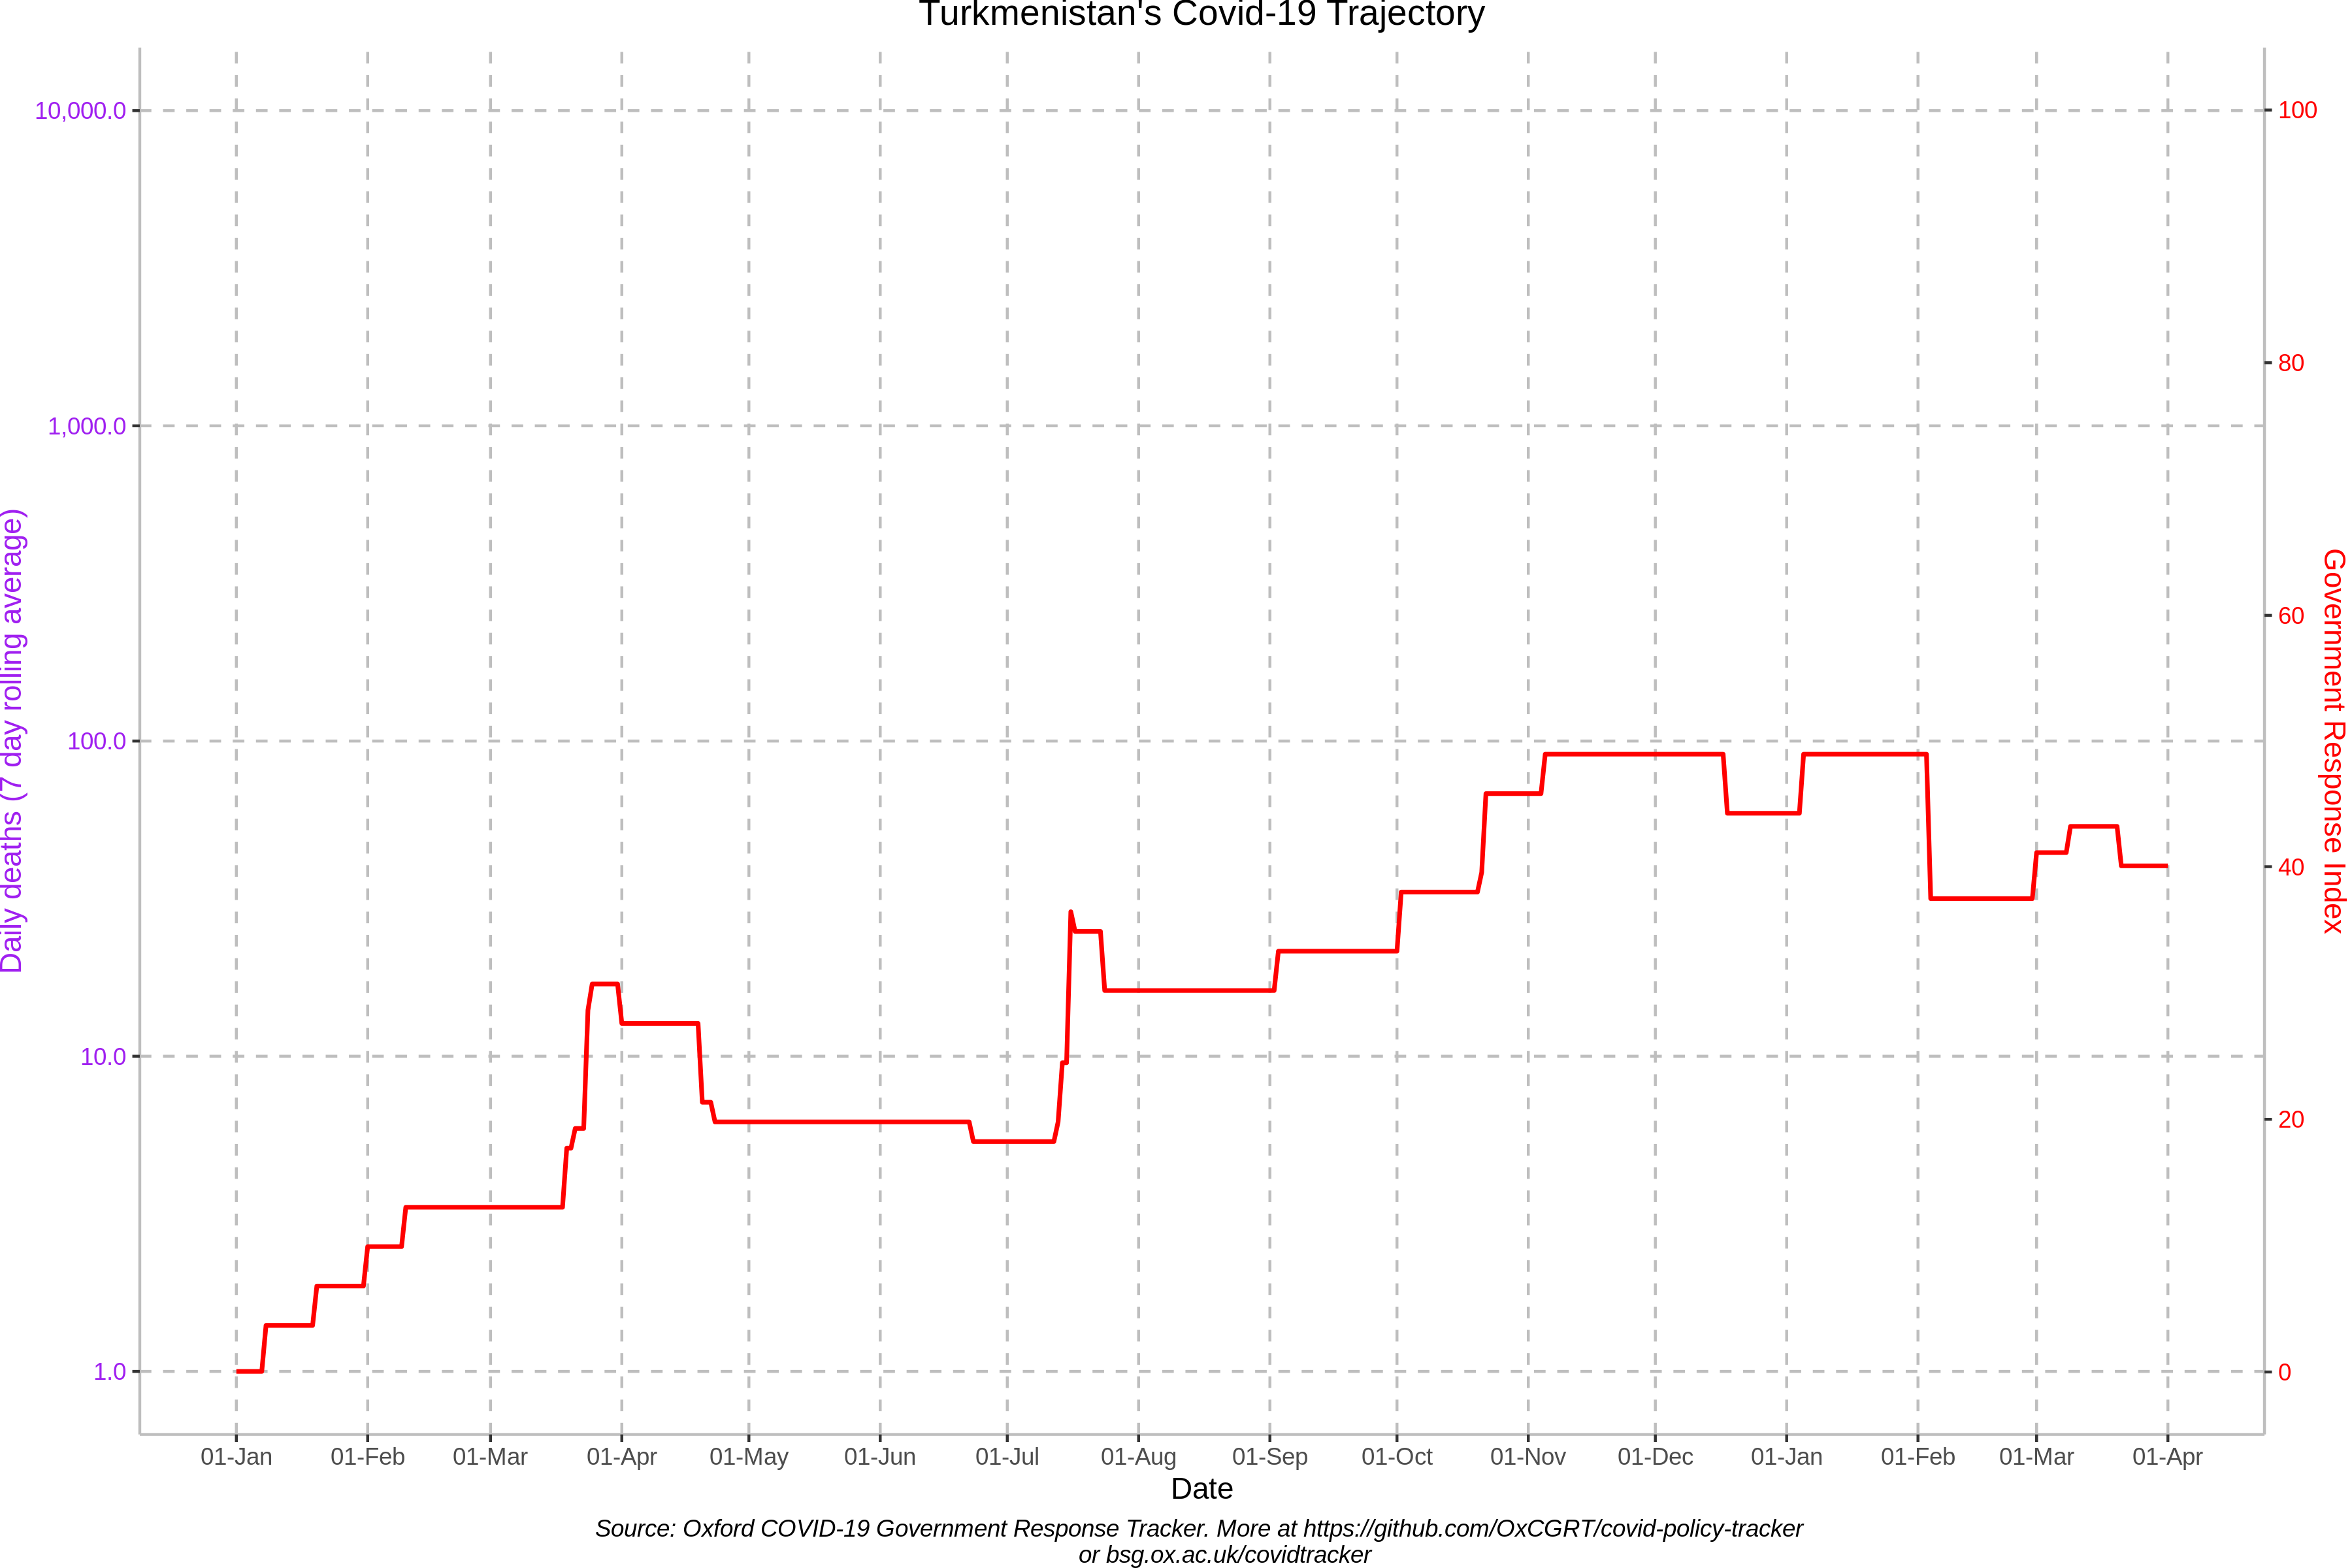 Turkmenistan's Covid-19 Trajectory
10,000.0
1,000.0
100.0
10.0
1.0
Daily deaths (7 day rolling average)
100
80
60
40
20
0
Government Response Index
01-Jan 01-Feb 01-Mar 01-Apr 01-May 01-Jun 01-Jul 01-Aug 01-Sep 01-Oct 01-Nov 01-Dec 01-Jan 01-Feb 01-Mar 01-Apr
Date
Source: Oxford COVID-19 Government Response Tracker. More at https://github.com/OxCGRT/covid-policy-tracker
or bsg.ox.ac.uk/covidtracker